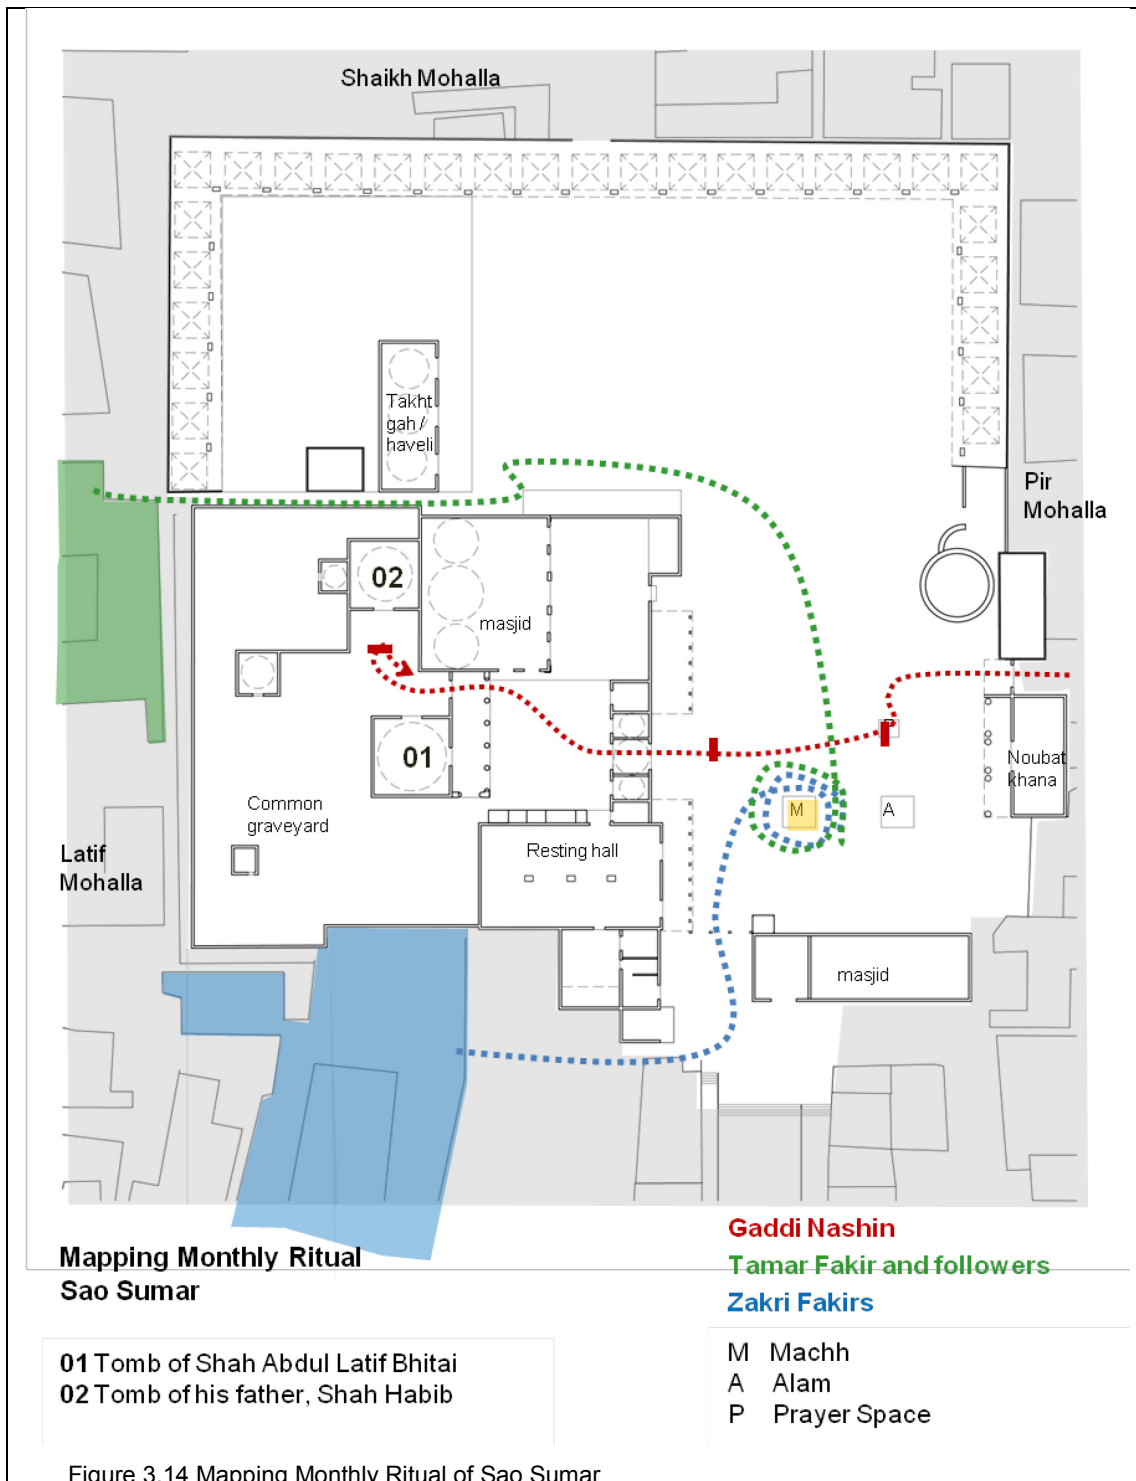 Shaikh Mohalla
Takht
gah /
haveli
Pir
Mohalla
02
masjid
P
01
Noubat
khana
Common
graveyard
M
A
Latif
Mohalla
Resting hall
masjid
Mapping Monthly Ritual
Sao Sumar
Gaddi Nashin
Tamar Fakir and followers
Zakri Fakirs
01 Tomb of Shah Abdul Latif Bhitai
02 Tomb of his father, Shah Habib
M Machh
A Alam
P Prayer Space
Figure 3.14 Mapping Monthly Ritual of Sao Sumar